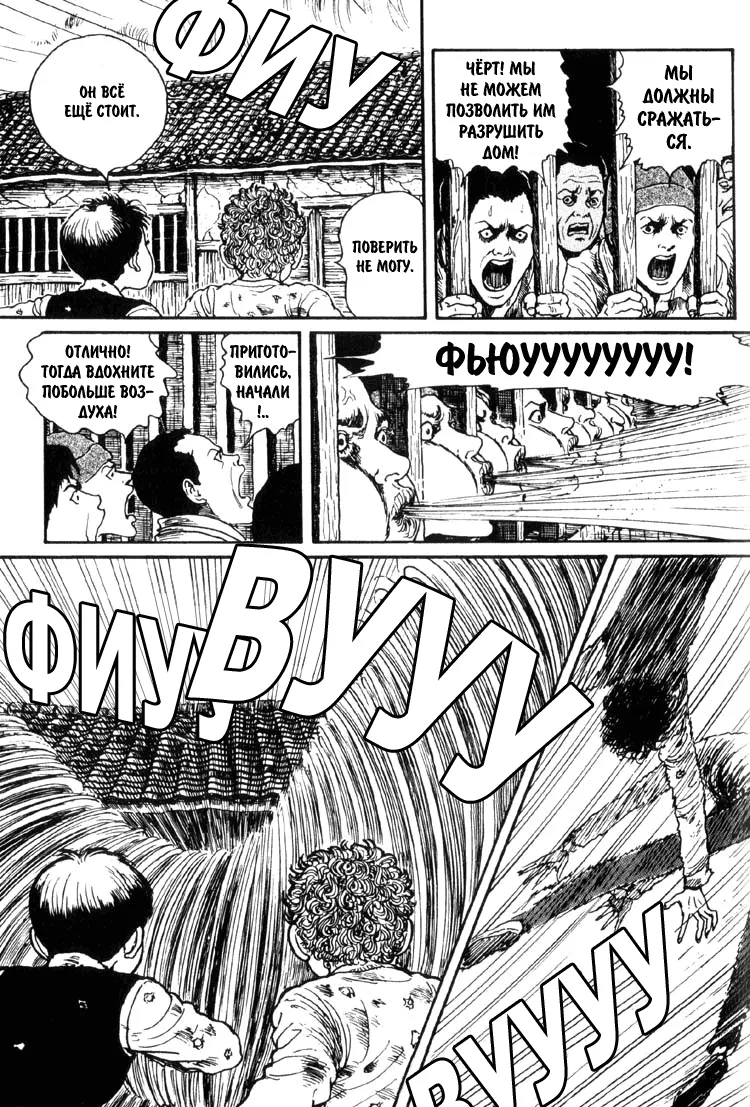 ФИУ
ОН ВСЁ
ЕЩЁ СТОИТ.
ПОВЕРИТЬ
НЕ МОГУ.
ЧЁРТ! МЫ
НЕ МОЖЕМ
ПОЗВОЛИТЬ ИМ
РАЗРУШИТЬ
ДОМ!
МЫ
ДОЛЖНЫ
СРАЖАТЬ-
СЯ.
ОТЛИЧНО!
ТОГДА ВДОХНИТЕ
ПОБОЛЬШЕ ВОЗ-
ДУХА!
ПРИГОТО-
ВИЛИСЬ.
НАЧАЛИ
!..
ФЬЮУУУУУУУУ!
ФИУУУ
ВУУУ
ВУУУУ